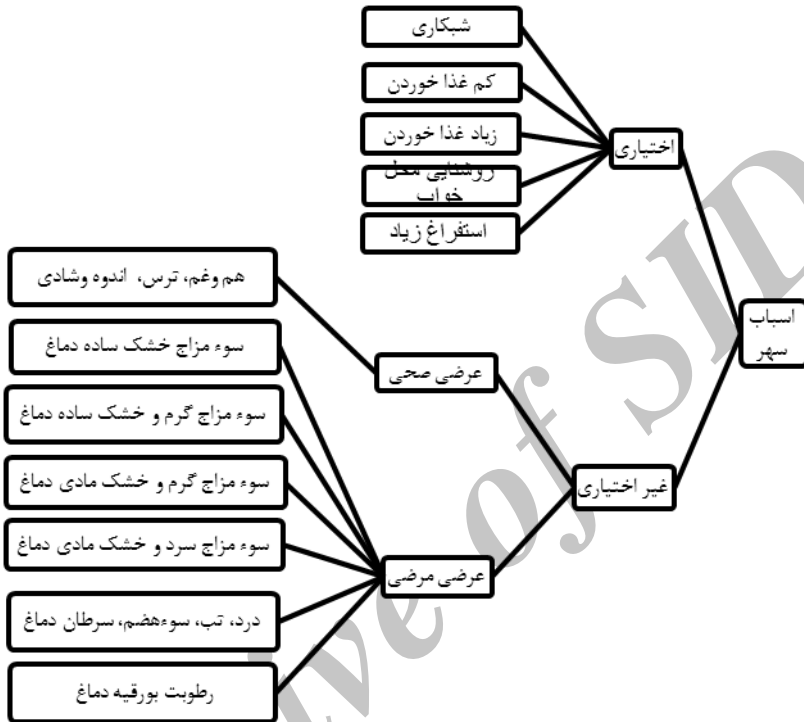 اسباب
سهر
اختیاری
شبکاری
کم غذا خوردن
زیاد غذا خوردن
روشنایی محل
خواب
استفراغ زیاد
غیر اختیاری
عرضی صحی
هم وغم، ترس، اندوه وشادی
عرضی مرضی
سوء مزاج خشک ساده دماغ
سوء مزاج گرم و خشک ساده دماغ
سوء مزاج گرم و خشک مادی دماغ
سوء مزاج سرد و خشک مادی دماغ
درد، تب، سوءهضم، سرطان دماغ
رطوبت بورقیه دماغ
ive of SID